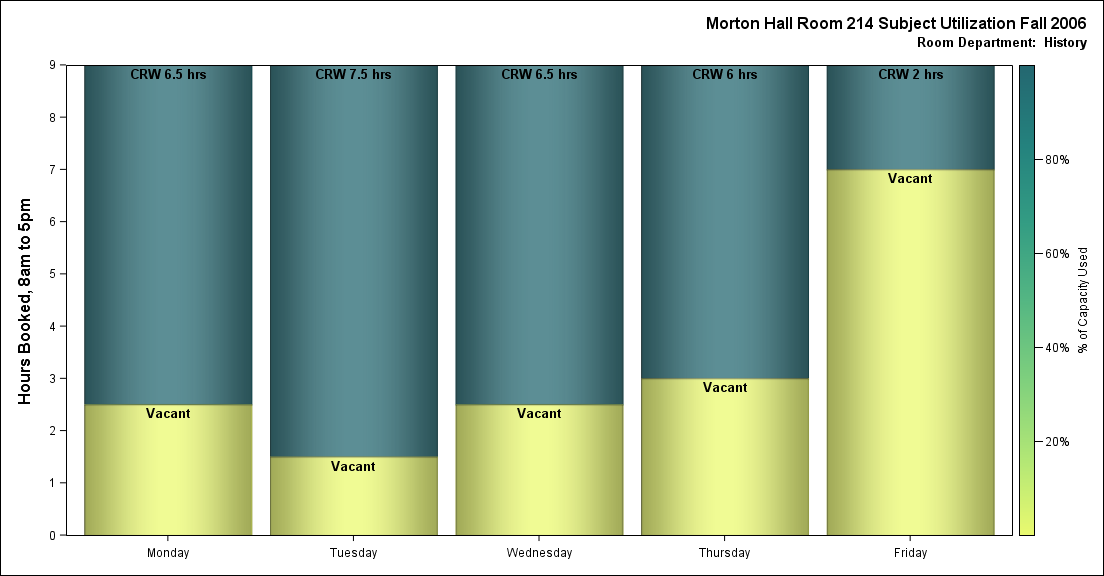 Morton Hall Room 214 Subject Utilization Fall 2006
Room Department:  History
Hours Booked, 8am to 5pm
9
8
7
6
5
4
3
2
1
0
CRW 6.5 hrs
CRW 7.5 hrs
CRW 6.5 hrs
CRW 6 hrs
CRW 2 hrs
Vacant
Vacant
Vacant
Vacant
Vacant
Monday
Tuesday
Wednesday
Thursday
Friday
80%
60%
40%
20%
% of Capacity Used